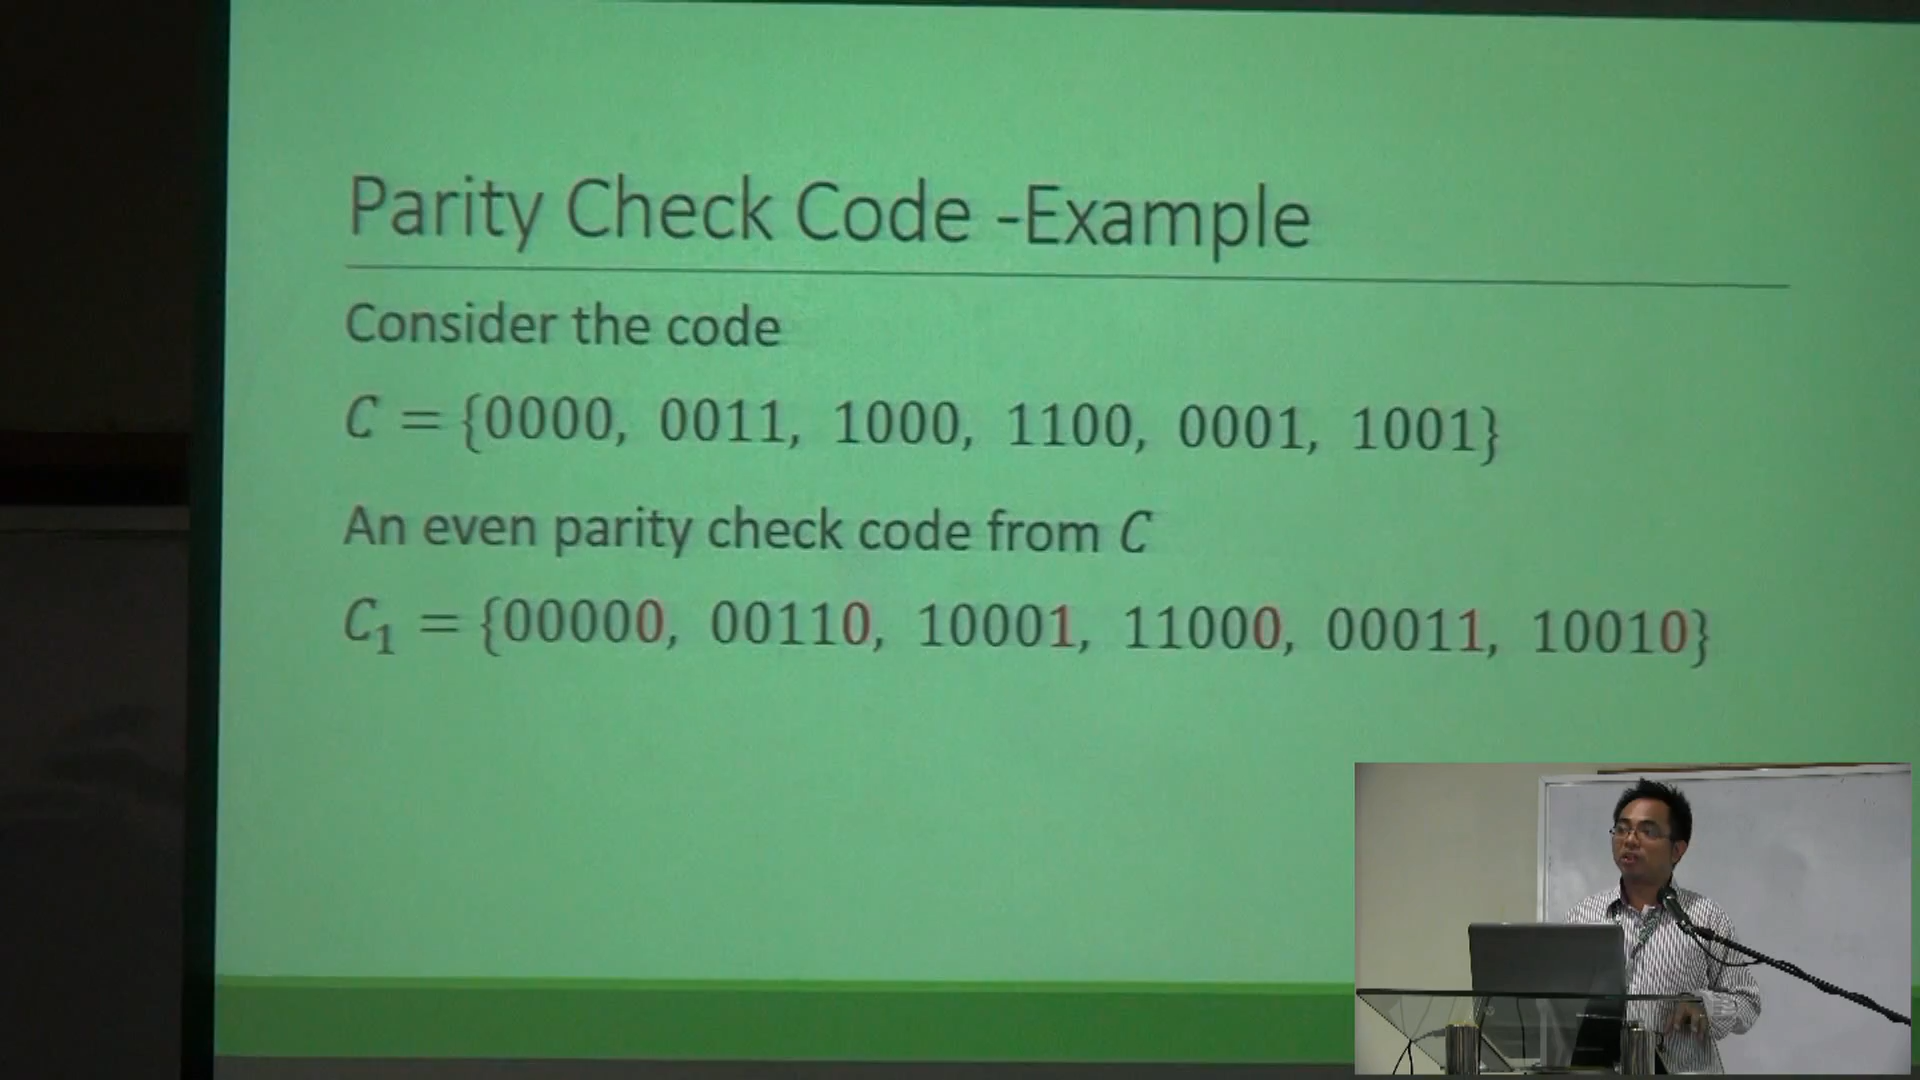 Parity Check Code -Example
Consider the code
C = {0000, 0011, 1000, 1100, 0001, 1001}
An even parity check code from C
C₁ = {00000, 00110, 10001, 11000, 00011, 10010}